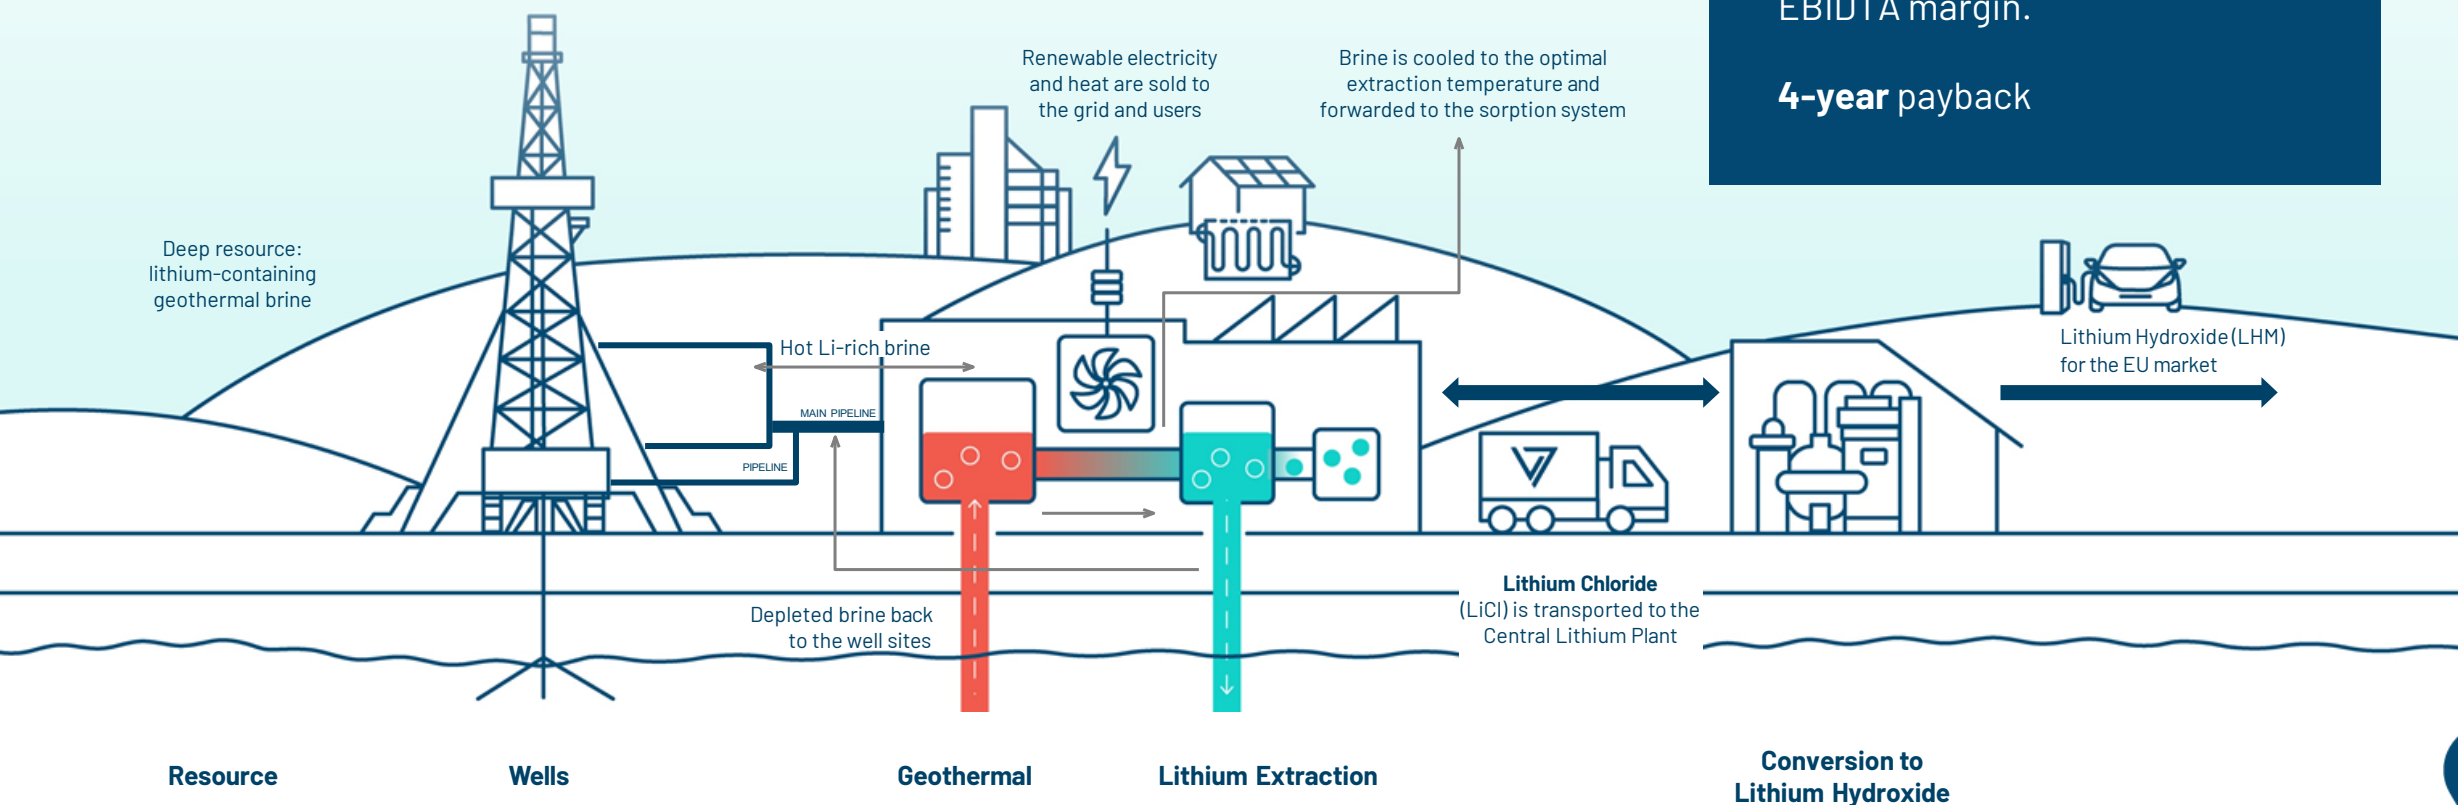 EBIDTA margin.
4-year payback
Renewable electricity
and heat are sold to
the grid and users
Brine is cooled to the optimal
extraction temperature and
forwarded to the sorption system
Deep resource:
lithium-containing
geothermal brine
Hot Li-rich brine
MAIN PIPELINE
PIPELINE
Lithium Hydroxide (LHM)
for the EU market
Depleted brine back
to the well sites
Lithium Chloride
(LiCl) is transported to the
Central Lithium Plant
Resource
Wells
Geothermal
Lithium Extraction
Conversion to
Lithium Hydroxide